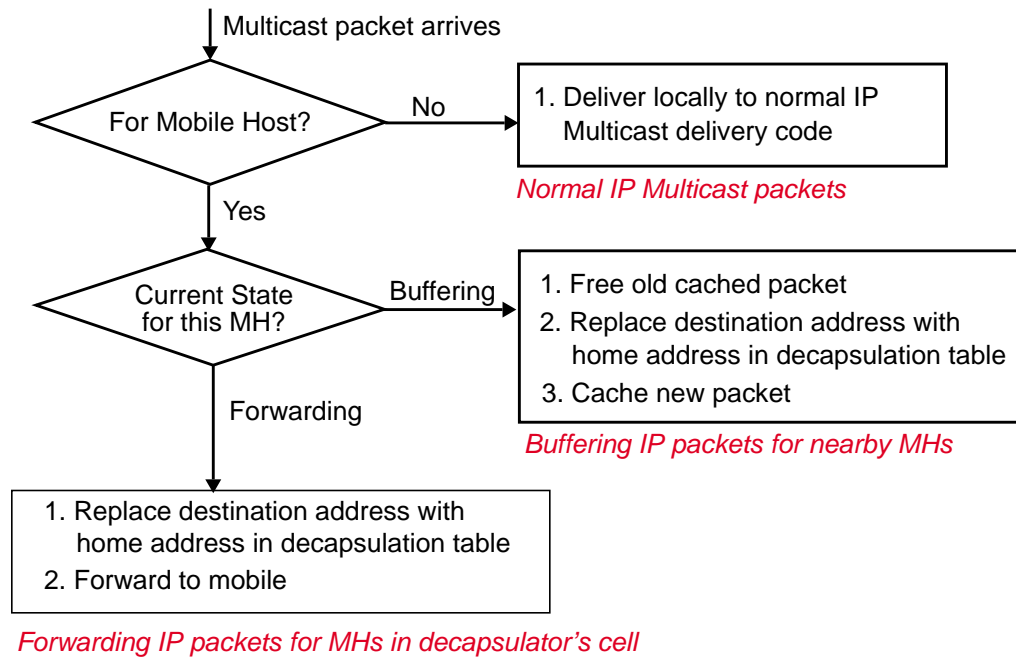 Multicast packet arrives
For Mobile Host?
No
1. Deliver locally to normal IP
Multicast delivery code
Normal IP Multicast packets
Yes
Current State
for this MH?
Buffering
1. Free old cached packet
2. Replace destination address with
home address in decapsulation table
3. Cache new packet
Buffering IP packets for nearby MHs
Forwarding
1. Replace destination address with
home address in decapsulation table
2. Forward to mobile
Forwarding IP packets for MHs in decapsulator's cell